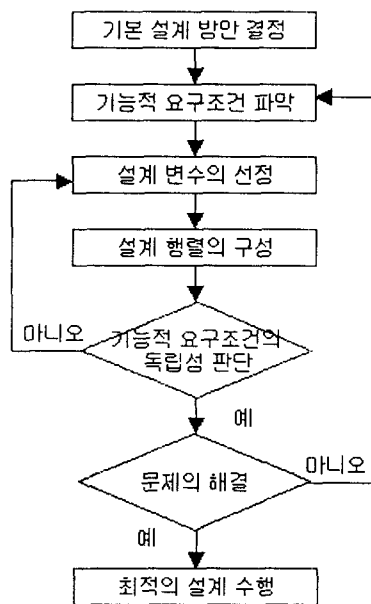 기본 설계 방안 결정
기능적 요구조건 파악
설계 변수의 선정
설계 행렬의 구성
기능적 요구조건의
독립성 판단
아니오
예
문제의 해결
아니오
예
최적의 설계 수행